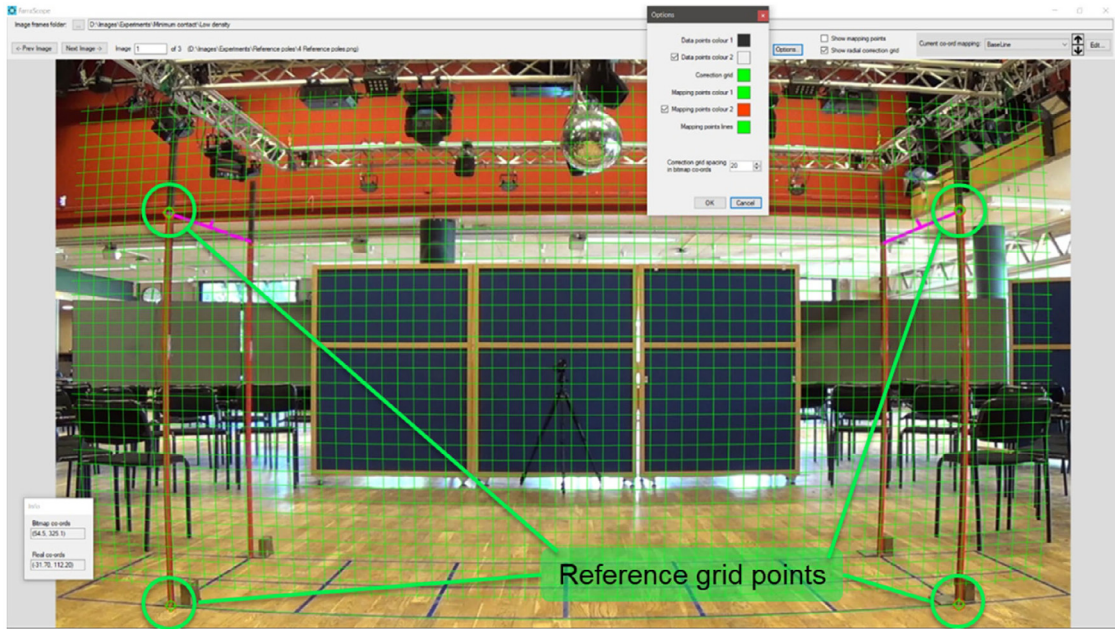 KenoScope
Image frames folder: ... D:\Images\Experiments\Minimum contact\Low density
<- Prev Image Next Image -> Image 1 of 3 (D:\Images\Experiments\Reference poles\4 Reference poles.png)
Options...
Show mapping points
Show radial correction grid
Current co-ord mapping: BaseLine
Edit...
Options
Data points colour 1
Data points colour 2
Correction grid
Mapping points colour 1
Mapping points colour 2
Mapping points lines
Correction grid spacing
in bitmap co-ords
20
OK Cancel
Info
Bitmap co-ords
(54.5, 325.1)
Real co-ords
(-31.70, 112.20)
Reference grid points